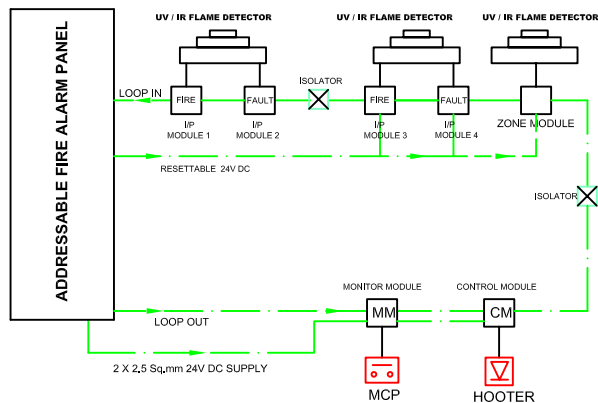 UV / IR FLAME DETECTOR
UV / IR FLAME DETECTOR
UV / IR FLAME DETECTOR
ADDRESSABLE FIRE ALARM PANEL
LOOP IN
FIRE
FAULT
ISOLATOR
FIRE
FAULT
I/P
MODULE 1
I/P
MODULE 2
I/P
MODULE 3
I/P
MODULE 4
ZONE MODULE
RESETTABLE 24V DC
ISOLATOR
MONITOR MODULE
CONTROL MODULE
MM
CM
LOOP OUT
2 X 2.5 Sq.mm 24V DC SUPPLY
MCP
HOOTER